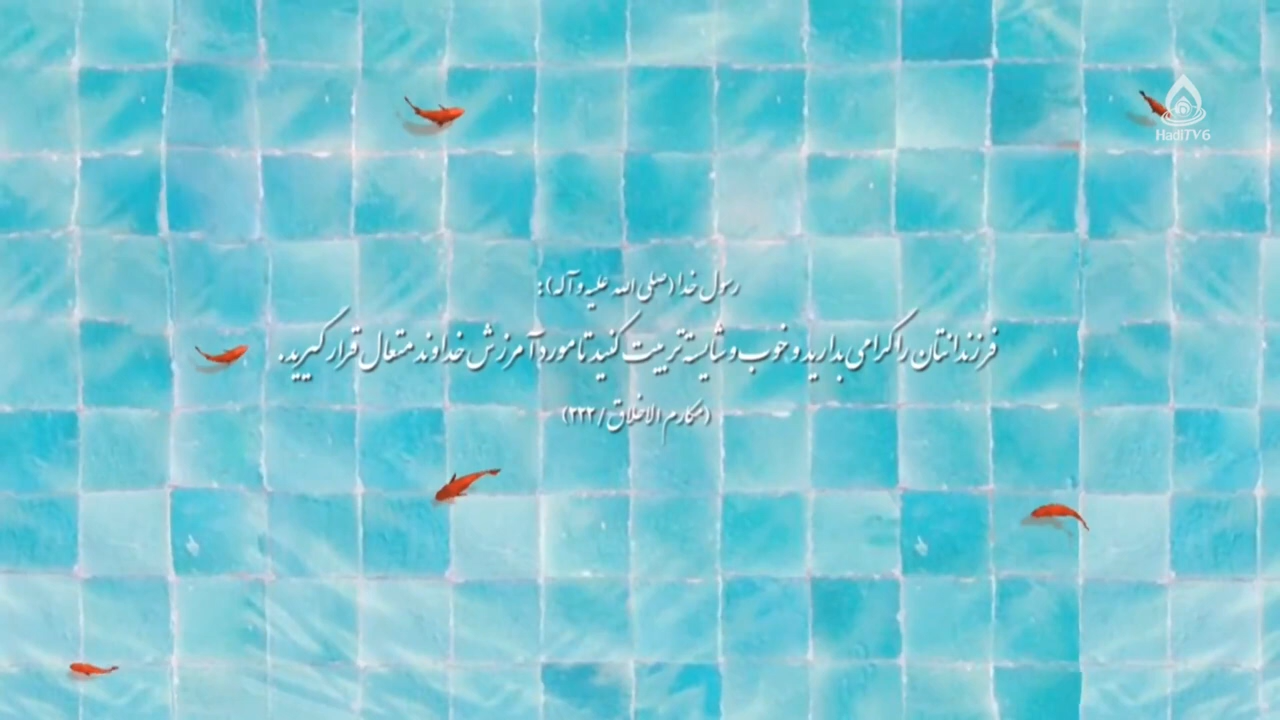 HadiTV6
رسول خدا (صلی الله علیه وآله):
فرزندانتان را گرامی بدارید و خوب و شایسته تربیت کنید تا مورد آمرزش خداوند متعال قرار گیرید.
(مکارم الاخلاق/۲۲۲)